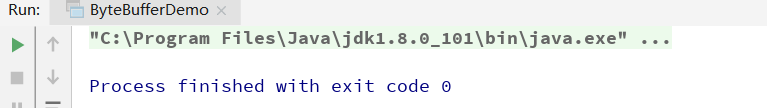 Run: ByteBufferDemo ×
"C:\Program Files\Java\jdk1.8.0_101\bin\java.exe" ...
Process finished with exit code 0